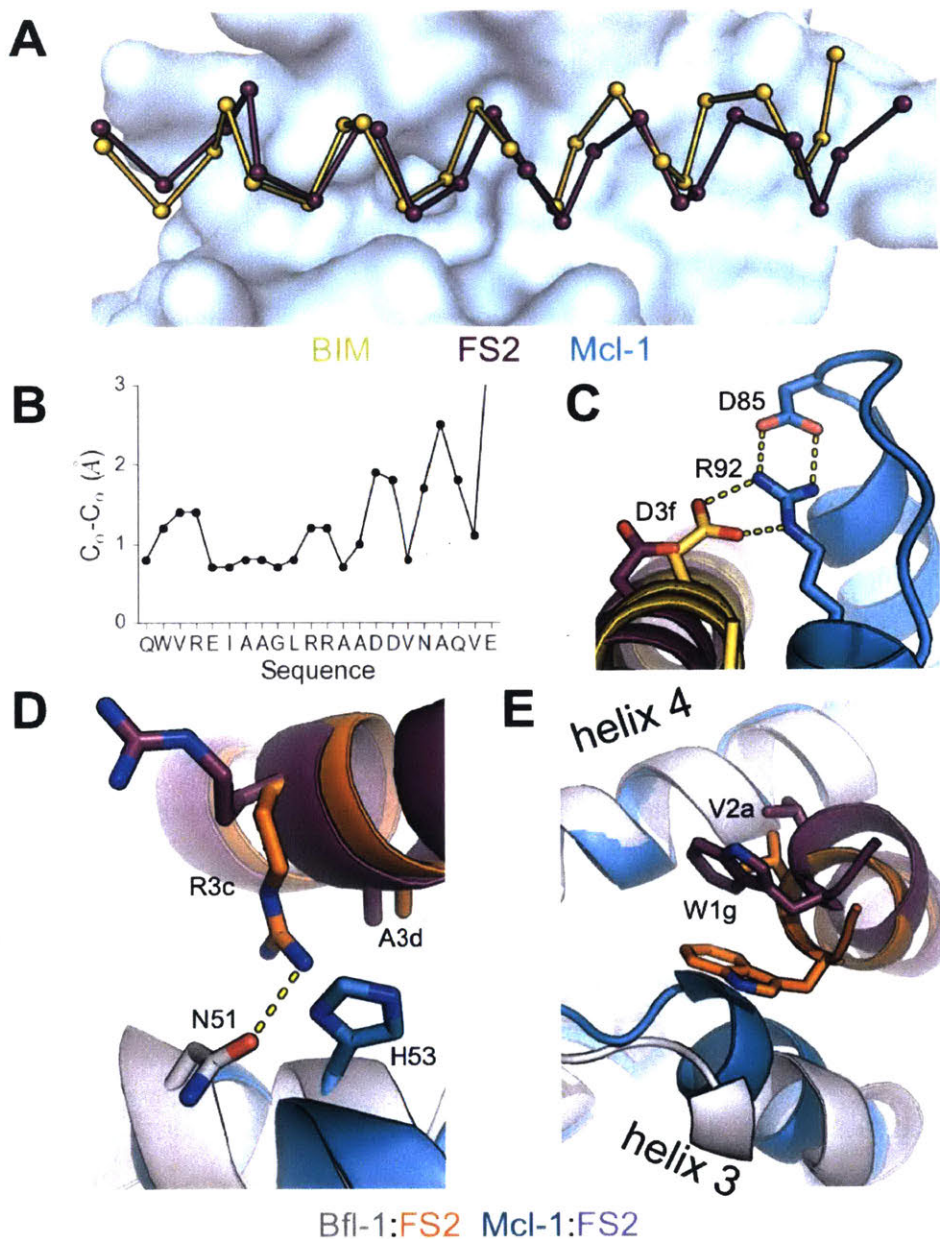 A
BIM FS2 Mcl-1
B
3
2
1
0
Cα-Cα (Å)
QWVREIAAGLRRAADDVNAQVE
Sequence
C
D85
R92
D3f
D
R3c
A3d
N51
H53
E
helix 4
V2a
W1g
helix 3
Bfl-1:FS2 Mcl-1:FS2